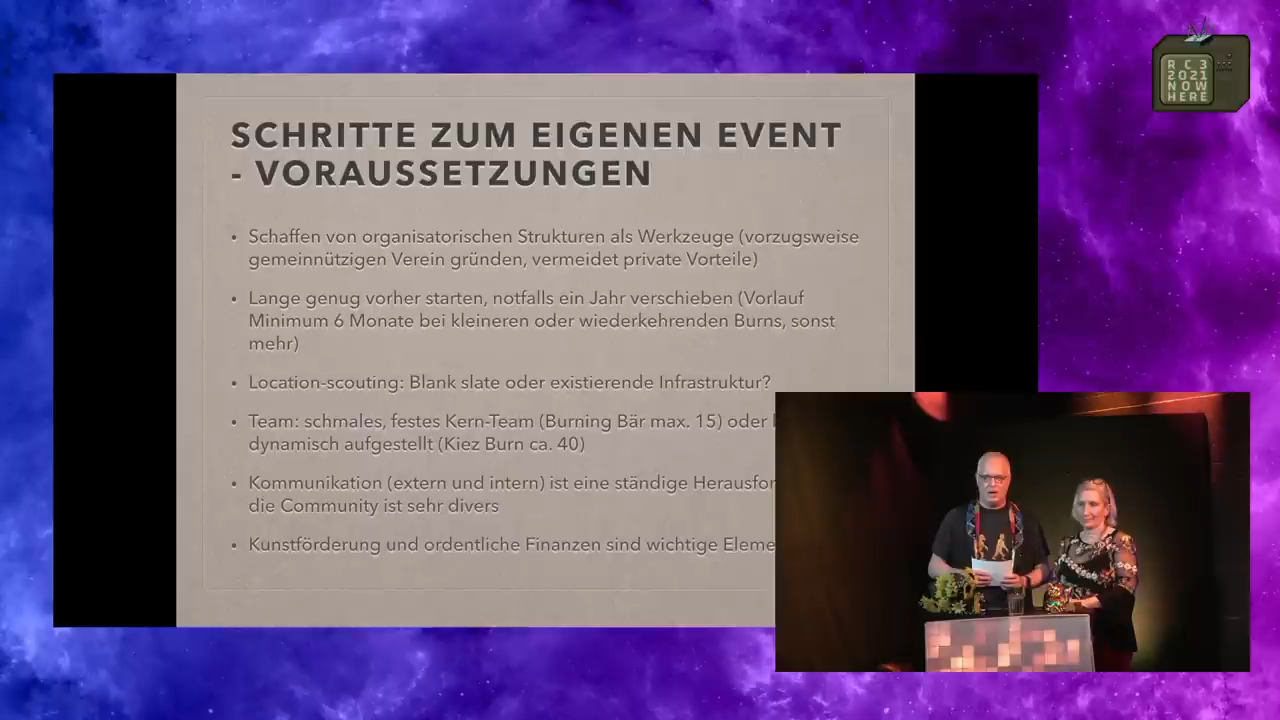 SCHRITTE ZUM EIGENEN EVENT
- VORAUSSETZUNGEN
• Schaffen von organisatorischen Strukturen als Werkzeuge (vorzugsweise
gemeinnützigen Verein gründen, vermeidet private Vorteile)
• Lange genug vorher starten, notfalls ein Jahr verschieben (Vorlauf
Minimum 6 Monate bei kleineren oder wiederkehrenden Burns, sonst
mehr)
• Location-scouting: Blank slate oder existierende Infrastruktur?
• Team: schmales, festes Kern-Team (Burning Bär max. 15) oder
dynamisch aufgestellt (Kiez Burn ca. 40)
• Kommunikation (extern und intern) ist eine ständige Herausfor
die Community ist sehr divers
• Kunstförderung und ordentliche Finanzen sind wichtige Eleme
RC3
2021
NOW
HERE